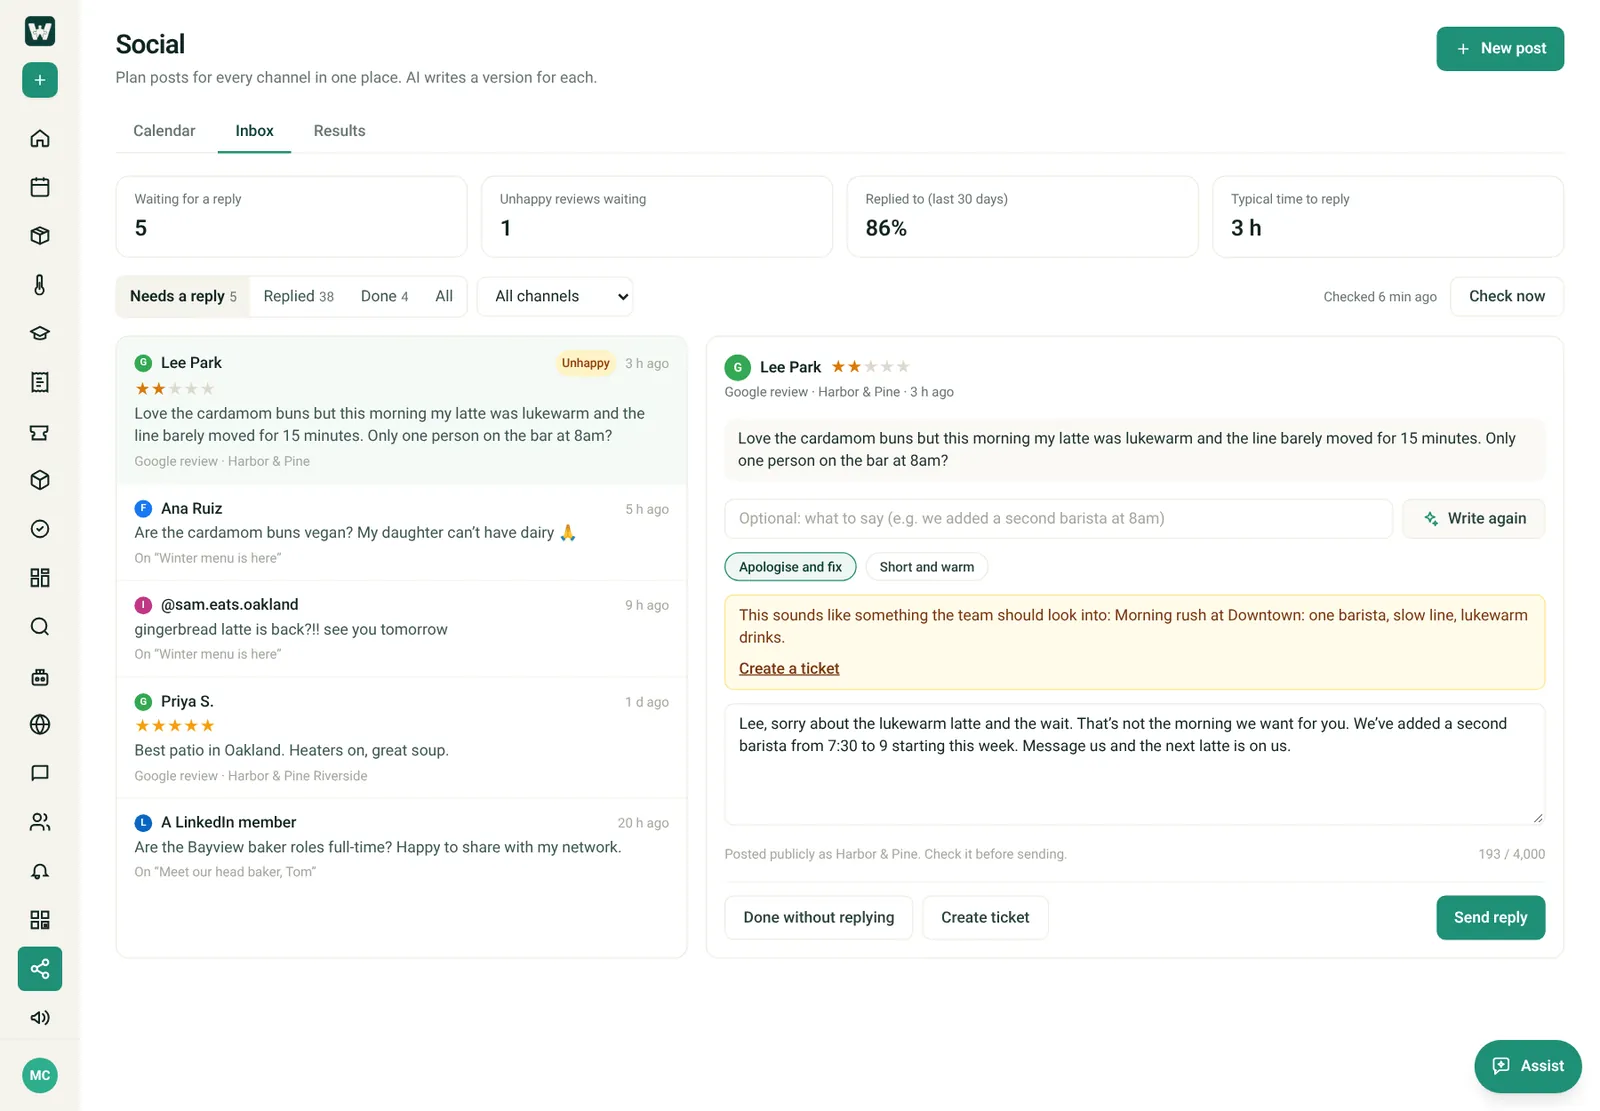 W
Social
Plan posts for every channel in one place. AI writes a version for each.
+ New post
Calendar
Inbox
Results
Waiting for a reply
5
Unhappy reviews waiting
1
Replied to (last 30 days)
86%
Typical time to reply
3 h
Needs a reply 5
Replied 38
Done 4
All
All channels
Checked 6 min ago
Check now
G Lee Park
Unhappy
3 h ago
Love the cardamom buns but this morning my latte was lukewarm and the
line barely moved for 15 minutes. Only one person on the bar at 8am?
Google review · Harbor & Pine
F Ana Ruiz
5 h ago
Are the cardamom buns vegan? My daughter can’t have dairy 🙏
On “Winter menu is here”
I @sam.eats.oakland
9 h ago
gingerbread latte is back?!! see you tomorrow
On “Winter menu is here”
G Priya S.
1 d ago
Best patio in Oakland. Heaters on, great soup.
Google review · Harbor & Pine Riverside
L A LinkedIn member
20 h ago
Are the Bayview baker roles full-time? Happy to share with my network.
On “Meet our head baker, Tom”
G Lee Park
Google review · Harbor & Pine · 3 h ago
Love the cardamom buns but this morning my latte was lukewarm and the line barely moved for 15 minutes. Only
one person on the bar at 8am?
Optional: what to say (e.g. we added a second barista at 8am)
Write again
Apologise and fix
Short and warm
This sounds like something the team should look into: Morning rush at Downtown: one barista, slow line, lukewarm
drinks.
Create a ticket
Lee, sorry about the lukewarm latte and the wait. That’s not the morning we want for you. We’ve added a second
barista from 7:30 to 9 starting this week. Message us and the next latte is on us.
Posted publicly as Harbor & Pine. Check it before sending.
193 / 4,000
Done without replying
Create ticket
Send reply
MC
Assist